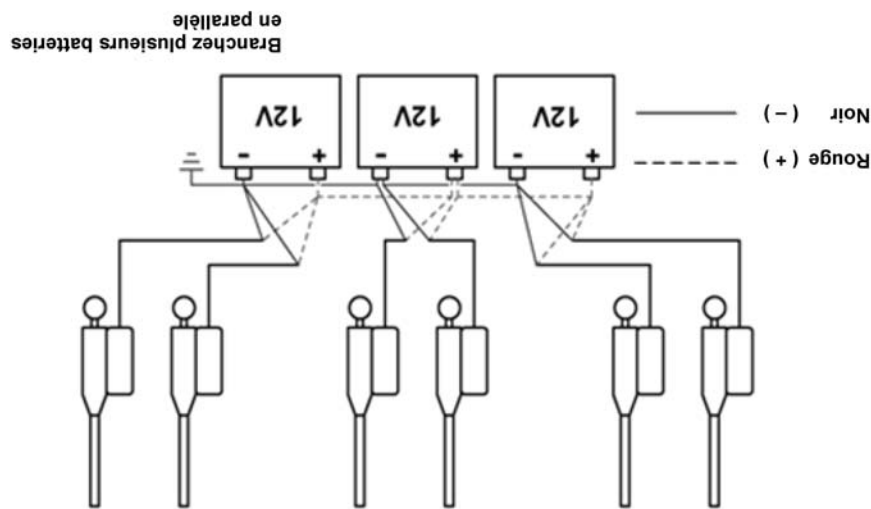 Rouge ( + )
Noir ( – )
+ - + - + -
12V 12V 12V
Branchez plusieurs batteries
en parallèle